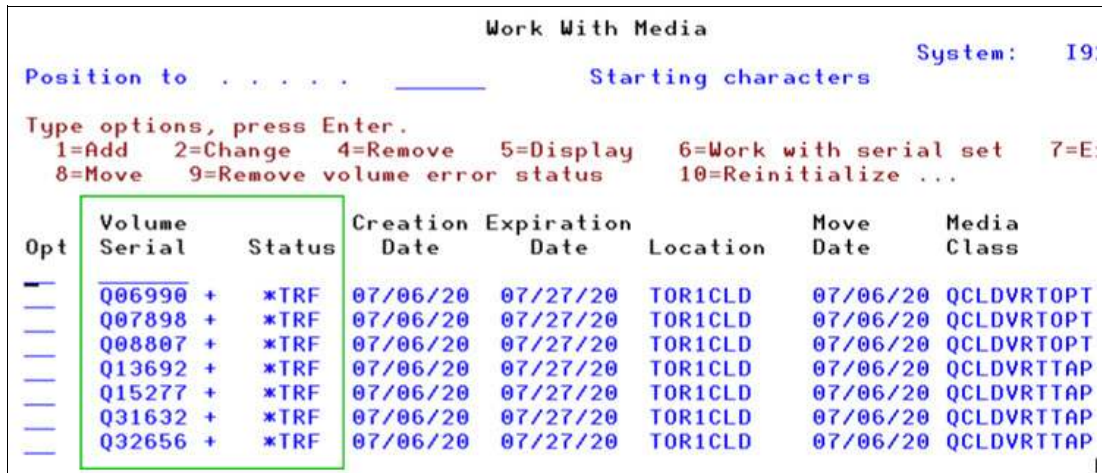 Work With Media
System: I9
Position to . . . . . ______ Starting characters
Type options, press Enter.
1=Add 2=Change 4=Remove 5=Display 6=Work with serial set 7=E
8=Move 9=Remove volume error status 10=Reinitialize ...
Volume Creation Expiration Move Media
Opt Serial Status Date Date Location Date Class
Q06990 + *TRF 07/06/20 07/27/20 TOR1CLD 07/06/20 QCLDVRTOPT
Q07898 + *TRF 07/06/20 07/27/20 TOR1CLD 07/06/20 QCLDVRTOPT
Q08807 + *TRF 07/06/20 07/27/20 TOR1CLD 07/06/20 QCLDVRTOPT
Q13692 + *TRF 07/06/20 07/27/20 TOR1CLD 07/06/20 QCLDVRTTAP
Q15277 + *TRF 07/06/20 07/27/20 TOR1CLD 07/06/20 QCLDVRTTAP
Q31632 + *TRF 07/06/20 07/27/20 TOR1CLD 07/06/20 QCLDVRTTAP
Q32656 + *TRF 07/06/20 07/27/20 TOR1CLD 07/06/20 QCLDVRTTAP